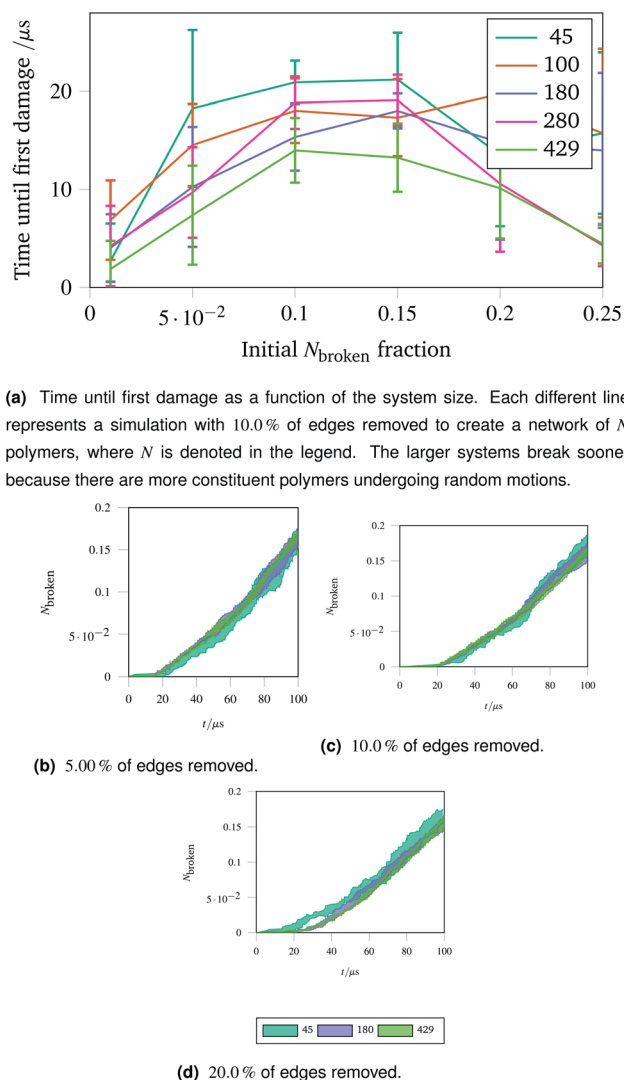 45
100
180
280
429
Time until first damage /μs
20
10
0
0
5 · 10⁻²
0.1
0.15
0.2
0.25
Initial N_broken fraction
(a) Time until first damage as a function of the system size. Each different line
represents a simulation with 10.0 % of edges removed to create a network of N
polymers, where N is denoted in the legend. The larger systems break soone
because there are more constituent polymers undergoing random motions.
0.2
0.15
0.1
5 · 10⁻²
0
N_broken
0
20
40
60
80
100
t/μs
(b) 5.00 % of edges removed.
0.2
0.15
0.1
5 · 10⁻²
0
N_broken
0
20
40
60
80
100
t/μs
(c) 10.0 % of edges removed.
0.2
0.15
0.1
5 · 10⁻²
0
N_broken
0
20
40
60
80
100
t/μs
45
180
429
(d) 20.0 % of edges removed.